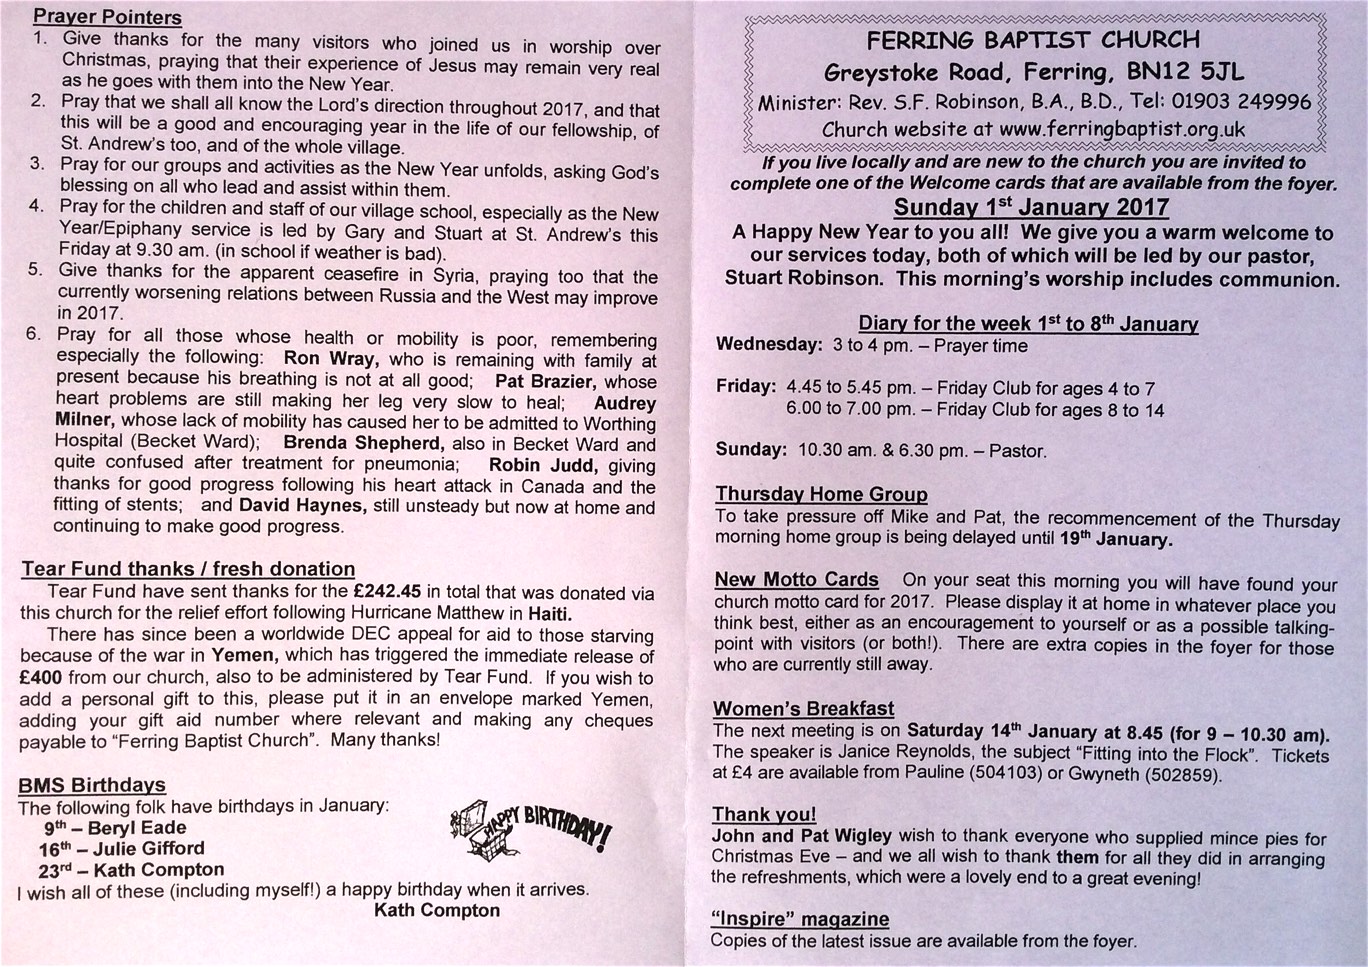 Prayer Pointers
1. Give thanks for the many visitors who joined us in worship over
Christmas, praying that their experience of Jesus may remain very real
as he goes with them into the New Year.
2. Pray that we shall all know the Lord's direction throughout 2017, and that
this will be a good and encouraging year in the life of our fellowship, of
St. Andrew's too, and of the whole village.
3. Pray for our groups and activities as the New Year unfolds, asking God's
blessing on all who lead and assist within them.
4. Pray for the children and staff of our village school, especially as the New
Year/Epiphany service is led by Gary and Stuart at St. Andrew's this
Friday at 9.30 am. (in school if weather is bad).
5. Give thanks for the apparent ceasefire in Syria, praying too that the
currently worsening relations between Russia and the West may improve
in 2017.
6. Pray for all those whose health or mobility is poor, remembering
especially the following: Ron Wray, who is remaining with family at
present because his breathing is not at all good; Pat Brazier, whose
heart problems are still making her leg very slow to heal; Audrey
Milner, whose lack of mobility has caused her to be admitted to Worthing
Hospital (Becket Ward); Brenda Shepherd, also in Becket Ward and
quite confused after treatment for pneumonia; Robin Judd, giving
thanks for good progress following his heart attack in Canada and the
fitting of stents; and David Haynes, still unsteady but now at home and
continuing to make good progress.
Tear Fund thanks / fresh donation
Tear Fund have sent thanks for the £242.45 in total that was donated via
this church for the relief effort following Hurricane Matthew in Haiti.
There has since been a worldwide DEC appeal for aid to those starving
because of the war in Yemen, which has triggered the immediate release of
£400 from our church, also to be administered by Tear Fund. If you wish to
add a personal gift to this, please put it in an envelope marked Yemen,
adding your gift aid number where relevant and making any cheques
payable to “Ferring Baptist Church”. Many thanks!
BMS Birthdays
The following folk have birthdays in January:
9th – Beryl Eade
16th – Julie Gifford
23rd – Kath Compton
HAPPY BIRTHDAY!
I wish all of these (including myself!) a happy birthday when it arrives.
Kath Compton
FERRING BAPTIST CHURCH
Greystoke Road, Ferring, BN12 5JL
Minister: Rev. S.F. Robinson, B.A., B.D., Tel: 01903 249996
Church website at www.ferringbaptist.org.uk
If you live locally and are new to the church you are invited to
complete one of the Welcome cards that are available from the foyer.
Sunday 1st January 2017
A Happy New Year to you all! We give you a warm welcome to
our services today, both of which will be led by our pastor,
Stuart Robinson. This morning's worship includes communion.
Diary for the week 1st to 8th January
Wednesday: 3 to 4 pm. – Prayer time
Friday: 4.45 to 5.45 pm. – Friday Club for ages 4 to 7
6.00 to 7.00 pm. – Friday Club for ages 8 to 14
Sunday: 10.30 am. & 6.30 pm. – Pastor.
Thursday Home Group
To take pressure off Mike and Pat, the recommencement of the Thursday
morning home group is being delayed until 19th January.
New Motto Cards On your seat this morning you will have found your
church motto card for 2017. Please display it at home in whatever place you
think best, either as an encouragement to yourself or as a possible talking-
point with visitors (or both!). There are extra copies in the foyer for those
who are currently still away.
Women's Breakfast
The next meeting is on Saturday 14th January at 8.45 (for 9 – 10.30 am).
The speaker is Janice Reynolds, the subject “Fitting into the Flock”. Tickets
at £4 are available from Pauline (504103) or Gwyneth (502859).
Thank you!
John and Pat Wigley wish to thank everyone who supplied mince pies for
Christmas Eve – and we all wish to thank them for all they did in arranging
the refreshments, which were a lovely end to a great evening!
“Inspire” magazine
Copies of the latest issue are available from the foyer.